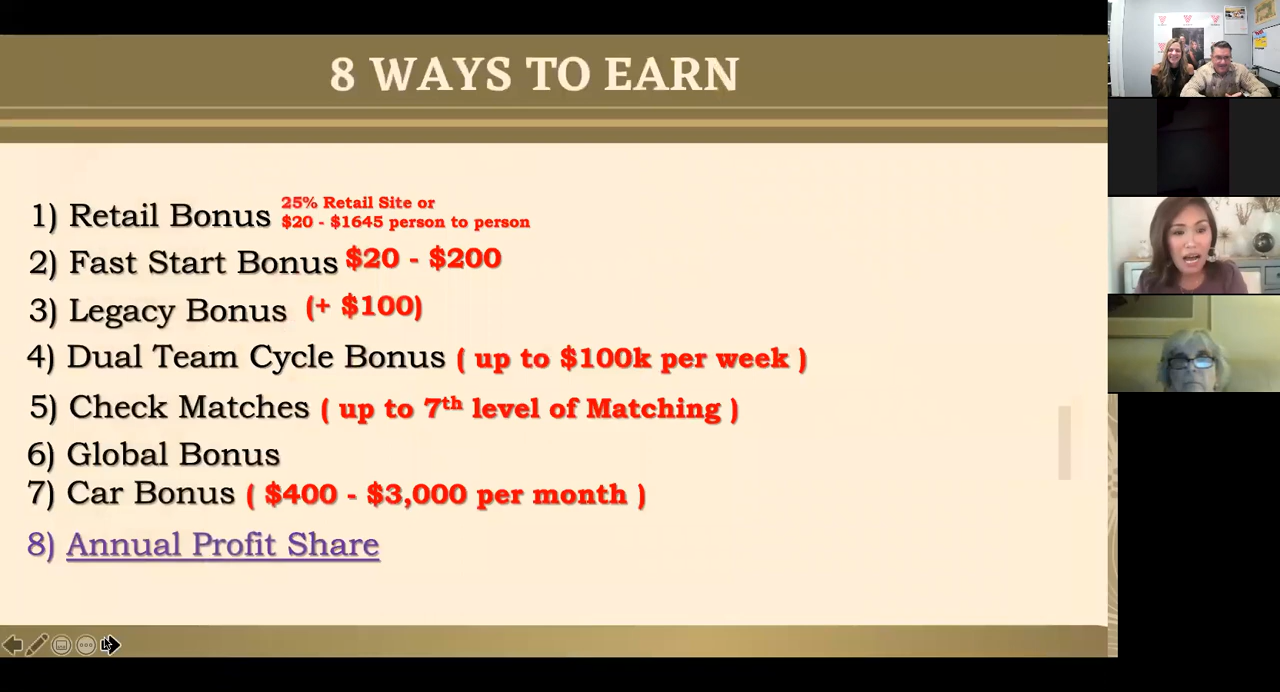 8 WAYS TO EARN
1) Retail Bonus 25% Retail Site or
$20 - $1645 person to person
2) Fast Start Bonus $20 - $200
3) Legacy Bonus (+ $100)
4) Dual Team Cycle Bonus ( up to $100k per week )
5) Check Matches ( up to 7th level of Matching )
6) Global Bonus
7) Car Bonus ( $400 - $3,000 per month )
8) Annual Profit Share